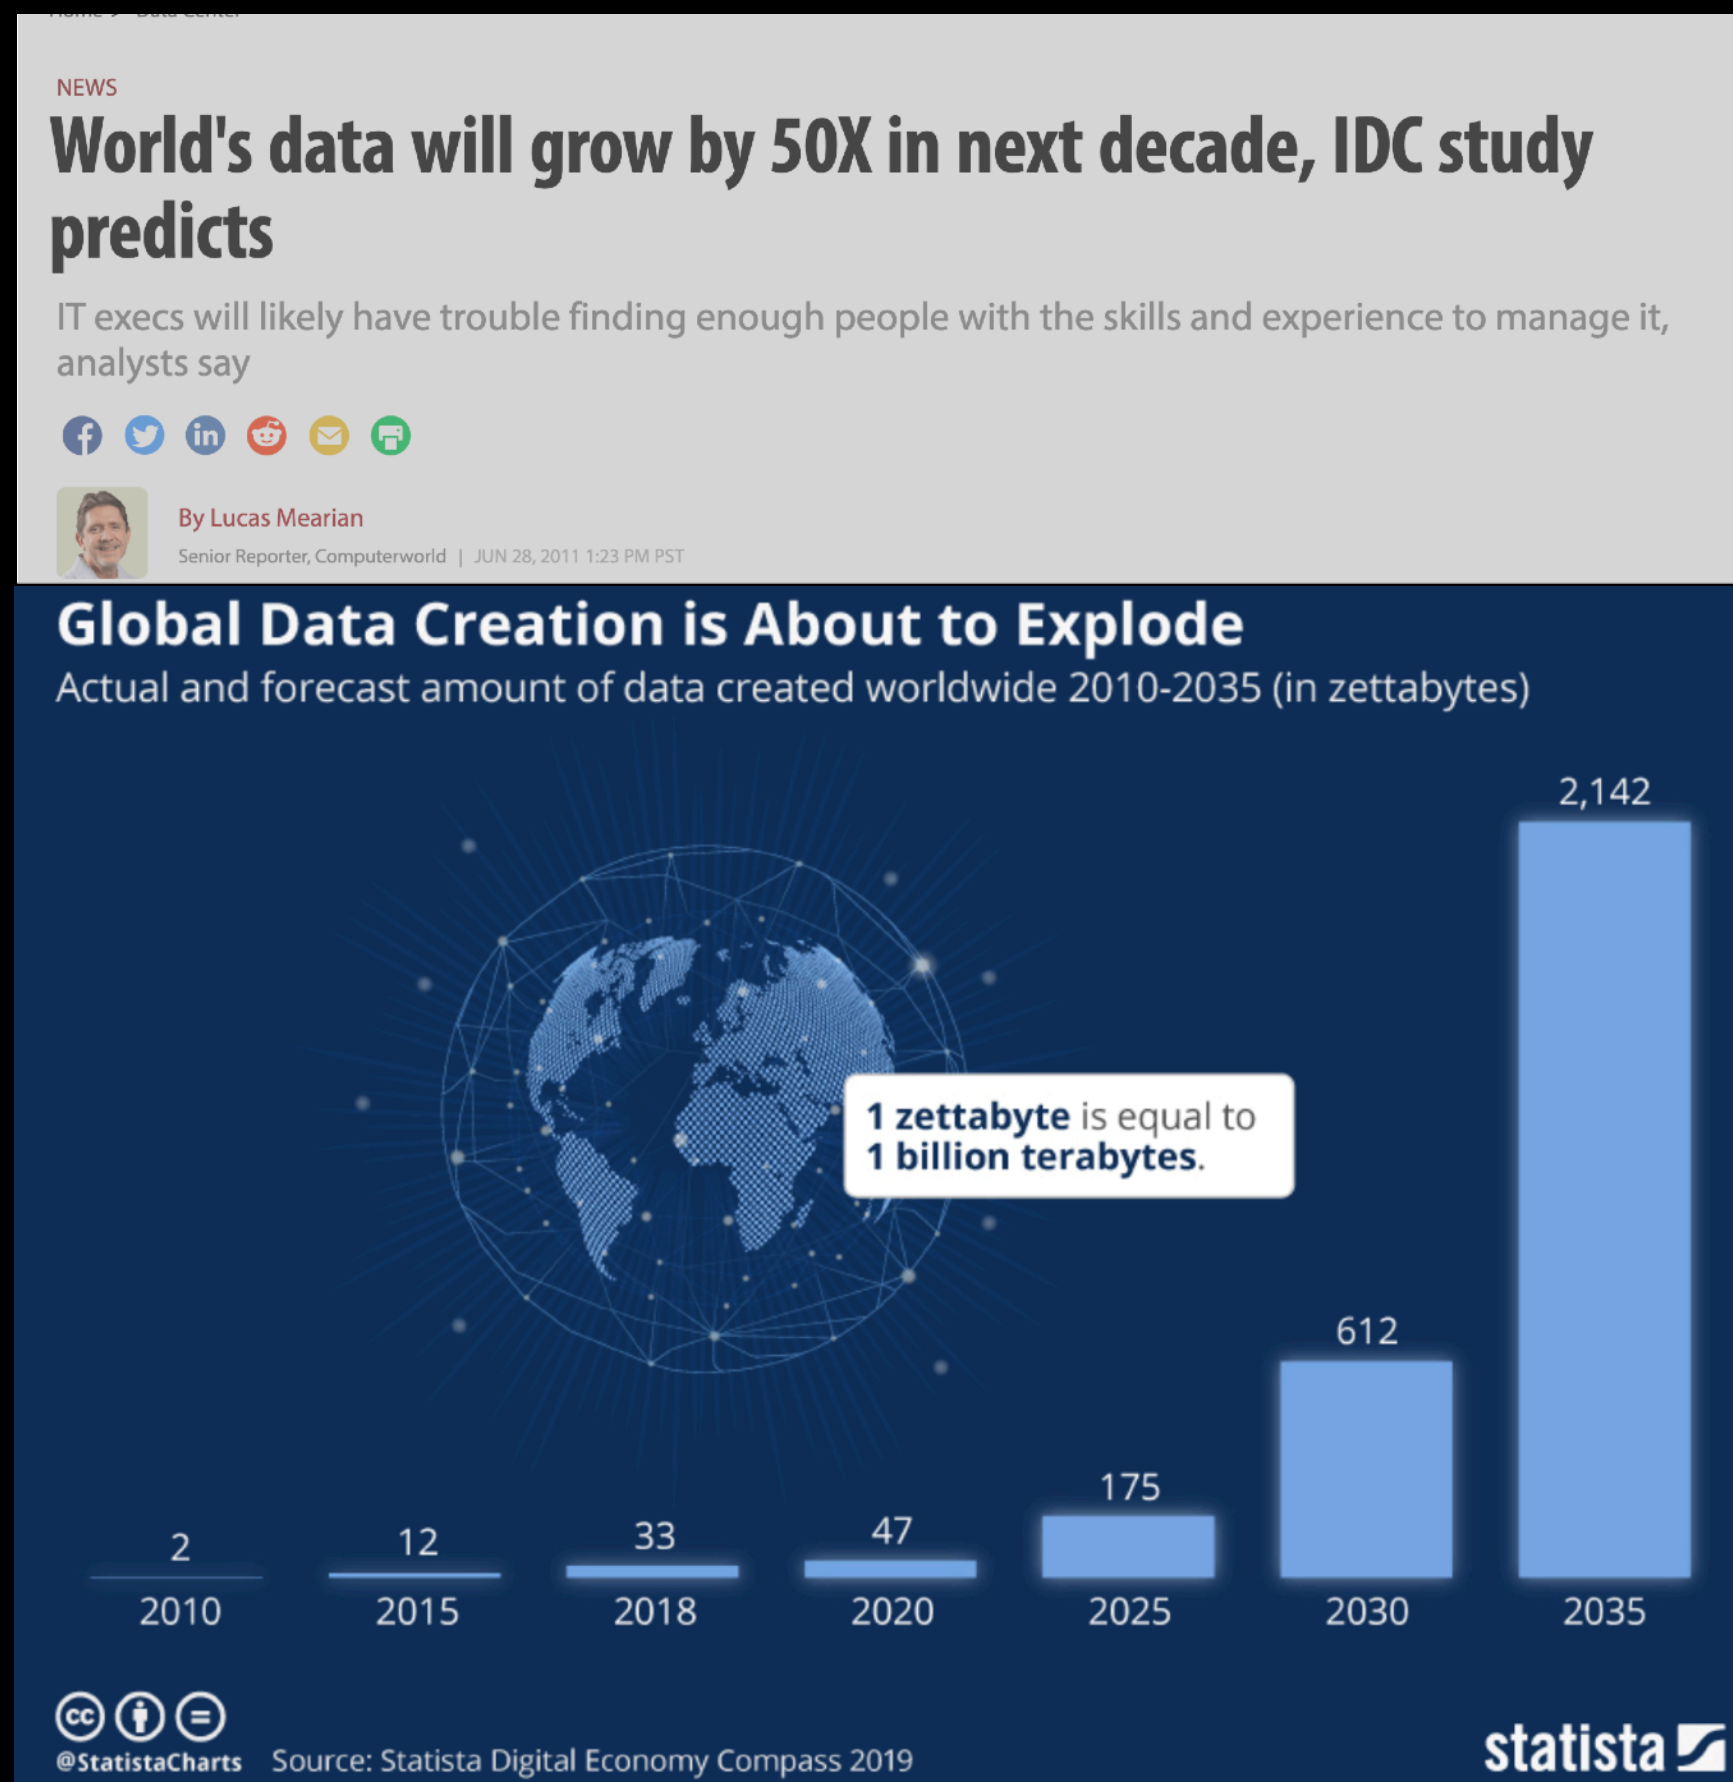 NEWS
World's data will grow by 50X in next decade, IDC study
predicts
IT execs will likely have trouble finding enough people with the skills and experience to manage it,
analysts say
By Lucas Mearian
Senior Reporter, Computerworld | JUN 28, 2011 1:23 PM PST
Global Data Creation is About to Explode
Actual and forecast amount of data created worldwide 2010-2035 (in zettabytes)
2,142
1 zettabyte is equal to
1 billion terabytes.
612
175
2 12 33 47
2010 2015 2018 2020 2025 2030 2035
@StatistaCharts Source: Statista Digital Economy Compass 2019
statista